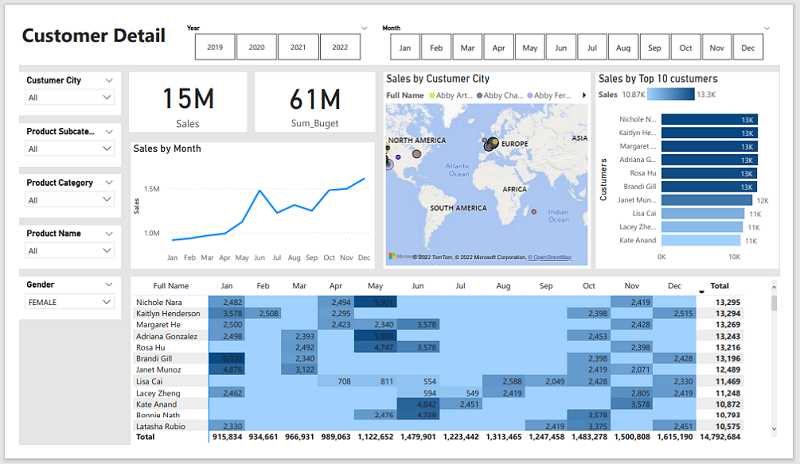 Customer Detail
Year
2019 2020 2021 2022
Month
Jan Feb Mar Apr May Jun Jul Aug Sep Oct Nov Dec
Custumer City
All
Product Subcate...
All
Product Category
All
Product Name
All
Gender
FEMALE
15M
Sales
61M
Sum_Buget
Sales by Month
Sales
1,5M
1,0M
Jan Feb Mar Apr May Jun Jul Aug Sep Oct Nov Dec
Sales by Custumer City
Full Name Abby Art... Abby Cha... Abby Fer...
NORTH AMERICA
EUROPE
ASIA
Atlantic
Ocean
AFRICA
SOUTH AMERICA
Indian
Ocean
© 2022 TomTom, © 2022 Microsoft Corporation, © OpenStreetMap
Sales by Top 10 custumers
Sales 10.87K 13.3K
Custumers
Nichole N... 13K
Kaitlyn He... 13K
Margaret ... 13K
Adriana G... 13K
Rosa Hu 13K
Brandi Gill 13K
Janet Mun... 12K
Lisa Cai 11K
Lacey Zhe... 11K
Kate Anand 11K
0K 10K
Full Name Jan Feb Mar Apr May Jun Jul Aug Sep Oct Nov Dec Total
Nichole Nara 2,482 2,494 2,419 13,295
Kaitlyn Henderson 3,578 2,508 2,295 2,398 2,515 13,294
Margaret He 2,500 2,423 2,340 3,578 2,428 13,269
Adriana Gonzalez 2,498 2,393 2,453 13,243
Rosa Hu 2,492 4,747 3,578 2,398 13,216
Brandi Gill 2,340 2,398 2,428 13,196
Janet Munoz 4,876 3,122 2,419 2,071 12,489
Lisa Cai 708 811 554 2,588 2,049 2,428 2,330 11,469
Lacey Zheng 2,462 594 549 2,419 2,805 2,419 11,248
Kate Anand 4,842 2,451 3,578 10,872
Bonnie Nath 2,476 4,739 3,578 10,793
Latasha Rubio 2,330 2,419 3,375 2,451 10,575
Total 915,834 934,661 966,931 989,063 1,122,652 1,479,901 1,223,442 1,313,465 1,247,458 1,483,278 1,500,808 1,615,190 14,792,684